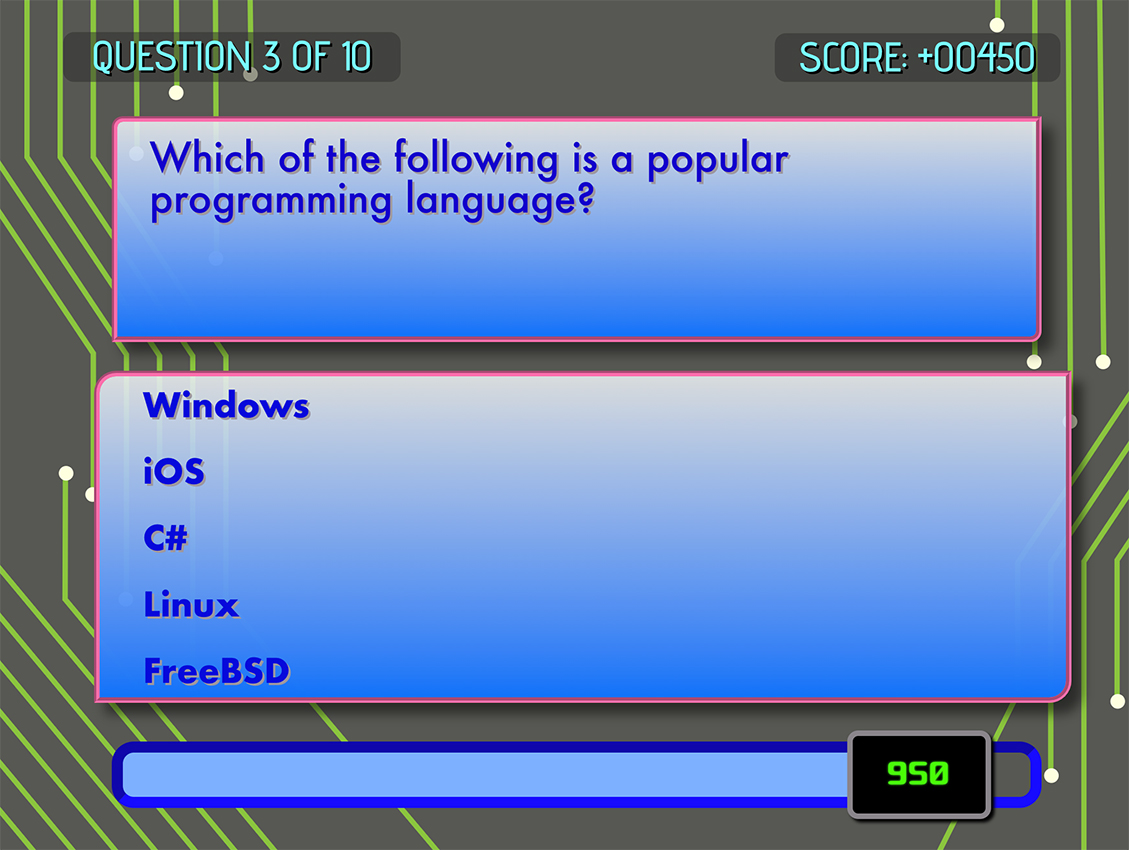 QUESTION 3 OF 10
SCORE: +00450
Which of the following is a popular
programming language?
Windows
iOS
C#
Linux
FreeBSD
950